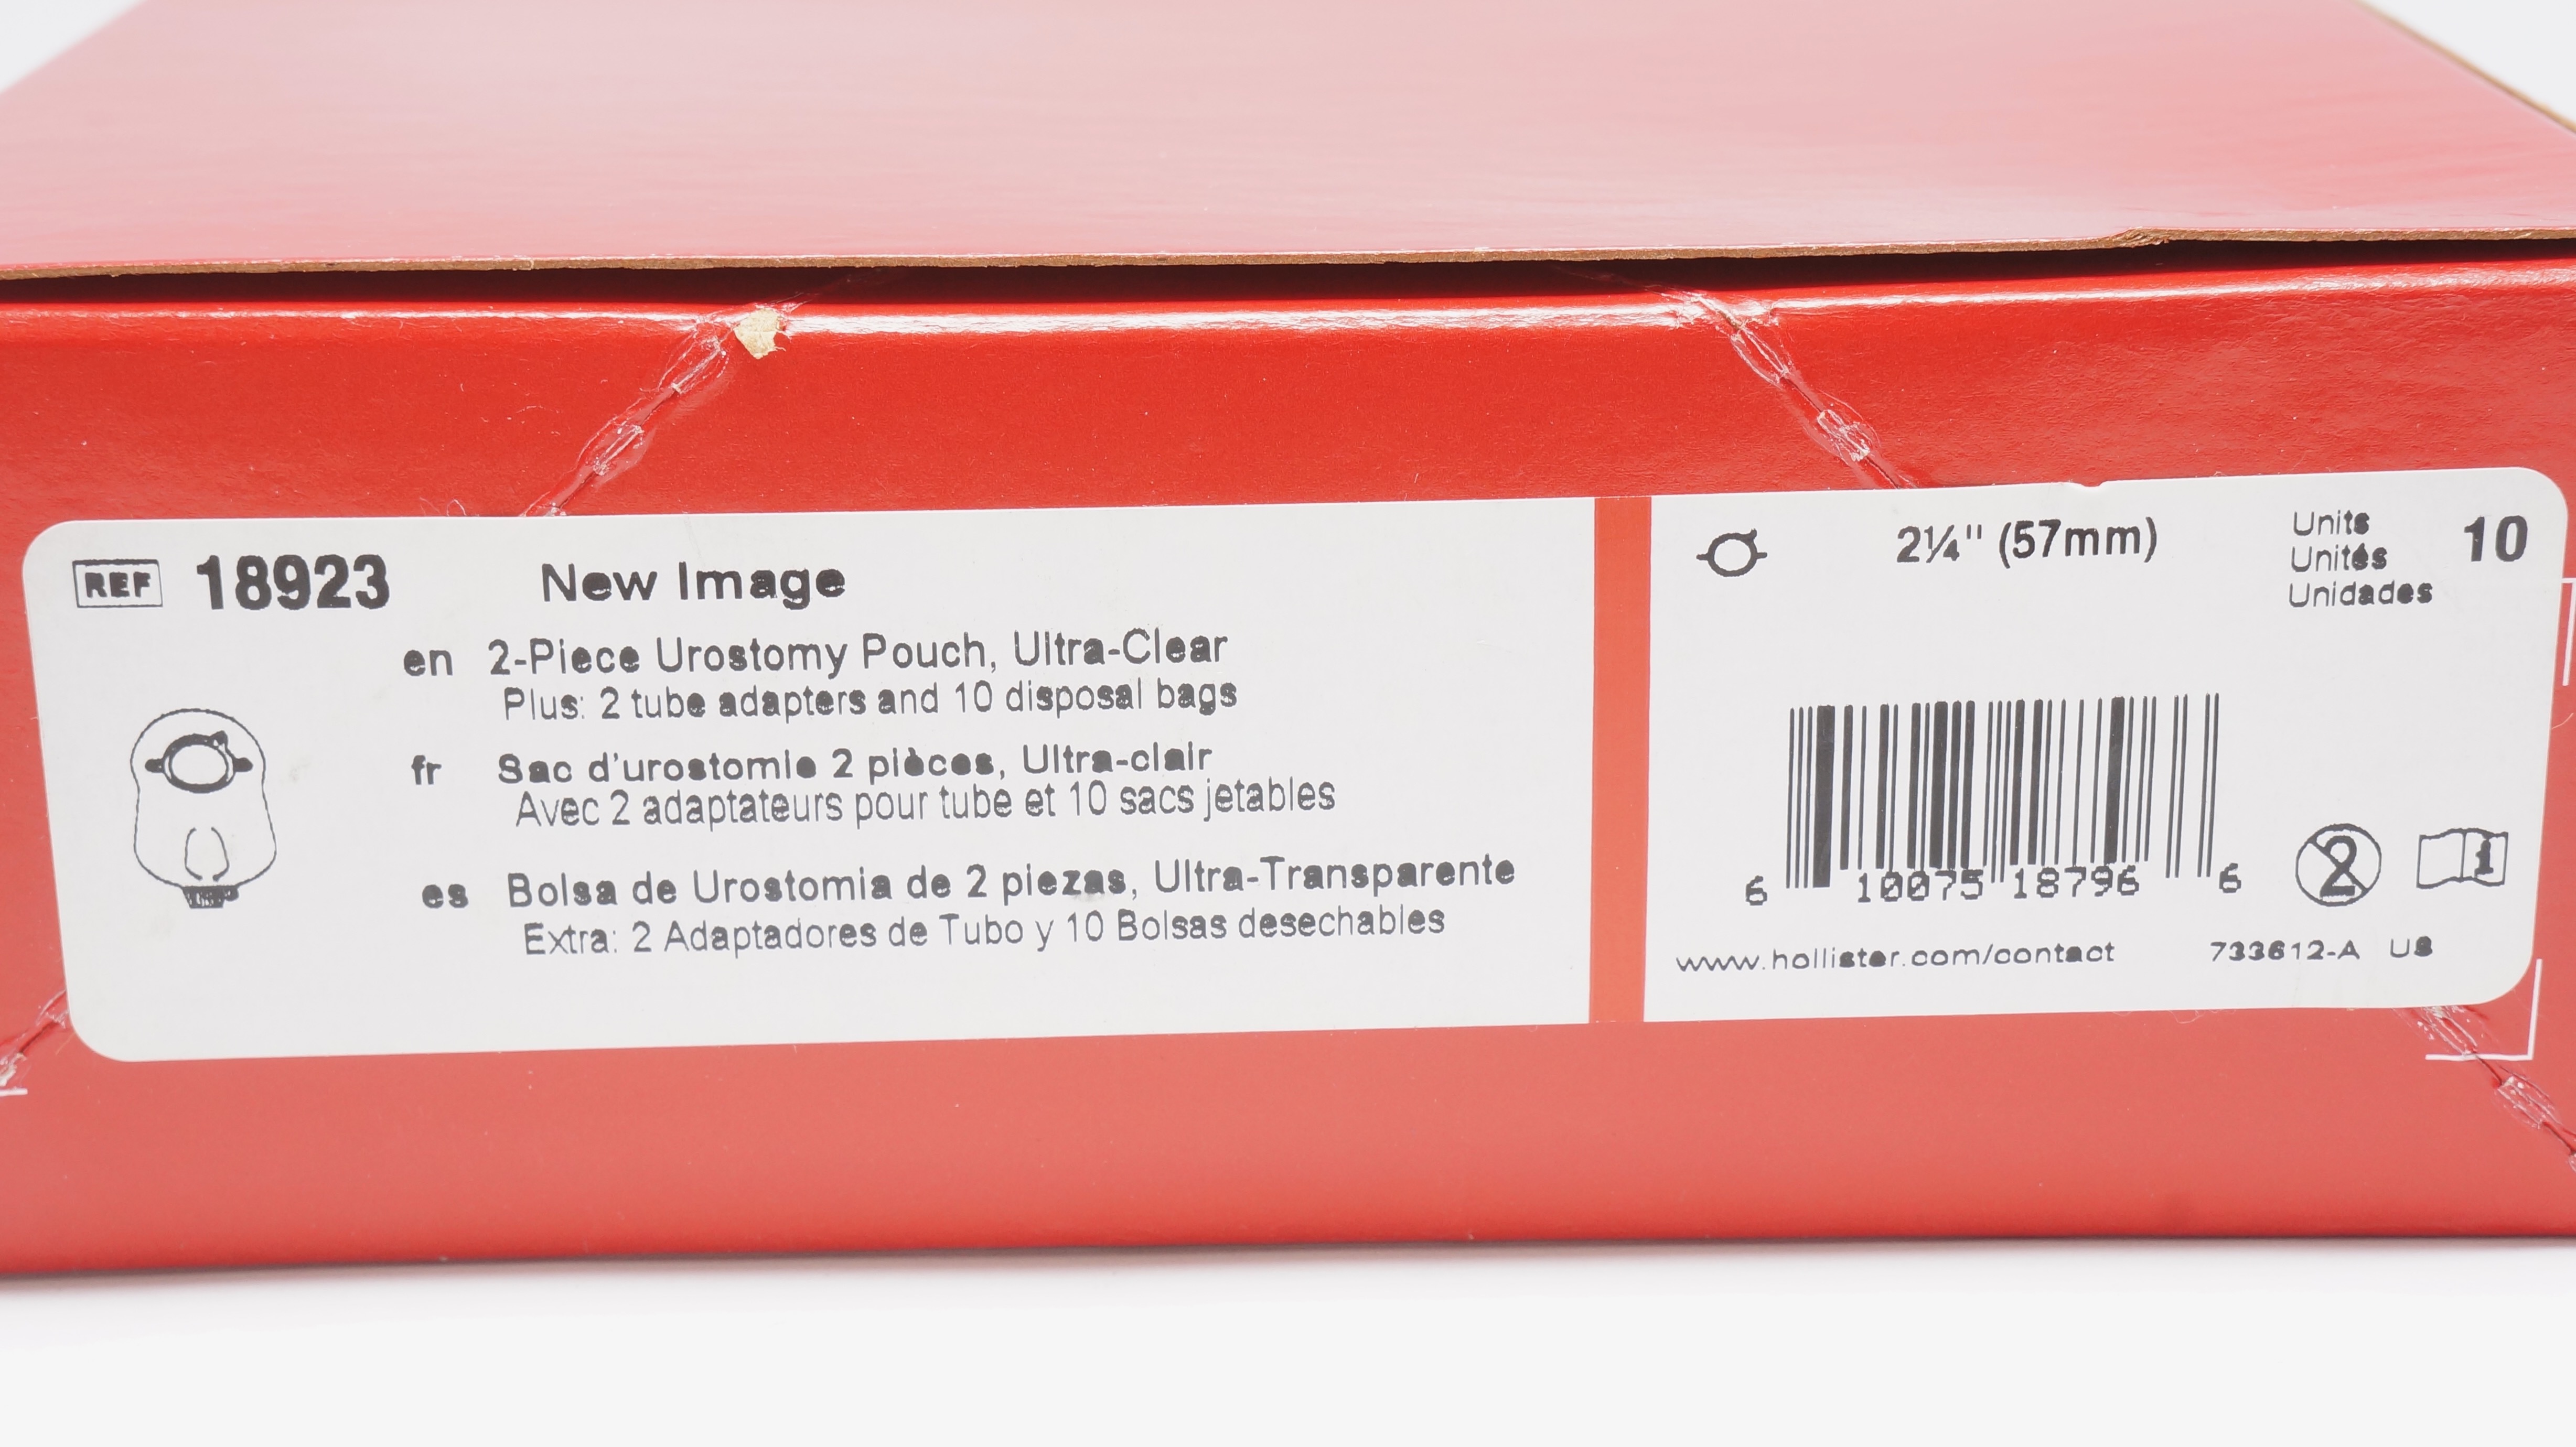 REF 18923 New Image
en 2-Piece Urostomy Pouch, Ultra-Clear
Plus: 2 tube adapters and 10 disposal bags
fr Sac d'urostomie 2 pièces, Ultra-clair
Avec 2 adaptateurs pour tube et 10 sacs jetables
es Bolsa de Urostomia de 2 piezas, Ultra-Transparente
Extra: 2 Adaptadores de Tubo y 10 Bolsas desechables
2¼" (57mm)
Units
Unités
Unidades
10
6 10075 18796 6
2
i
www.hollister.com/contact 733612-A US